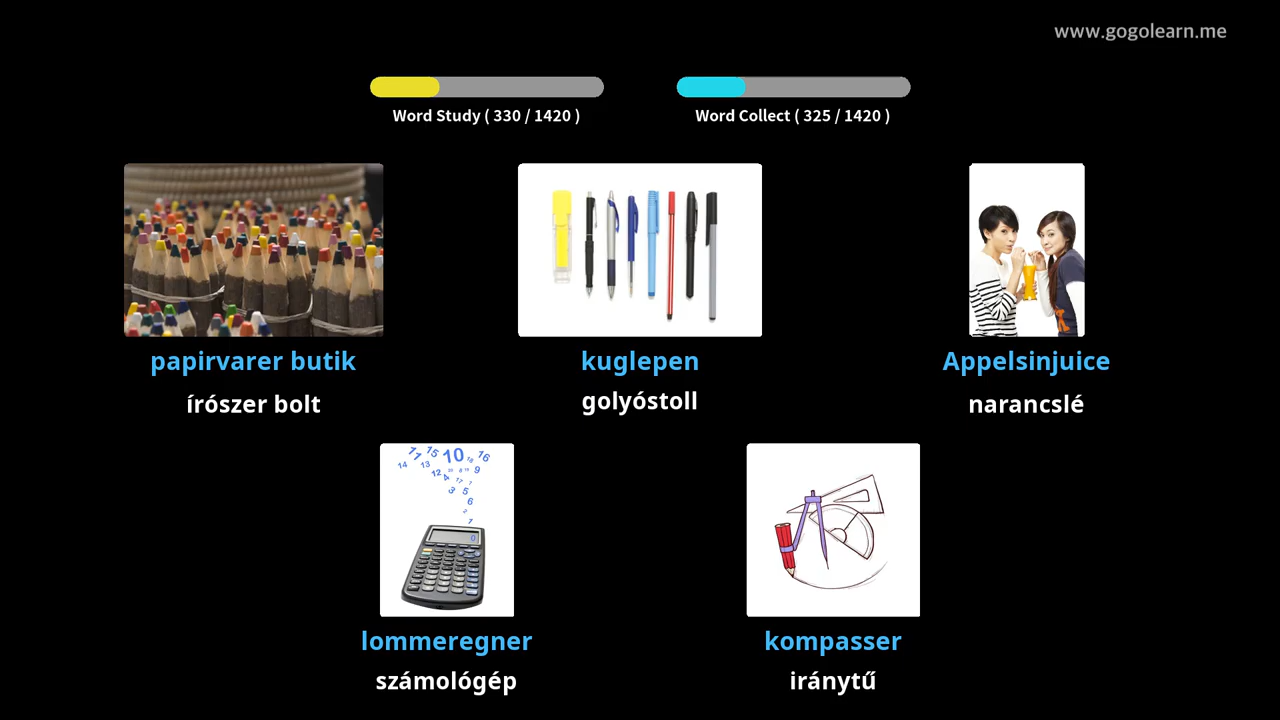 www.gogolearn.me
Word Study ( 330 / 1420 )
Word Collect ( 325 / 1420 )
papirvarer butik
írószer bolt
kuglepen
golyóstoll
Appelsinjuice
narancslé
lommeregner
számológép
kompasser
iránytű